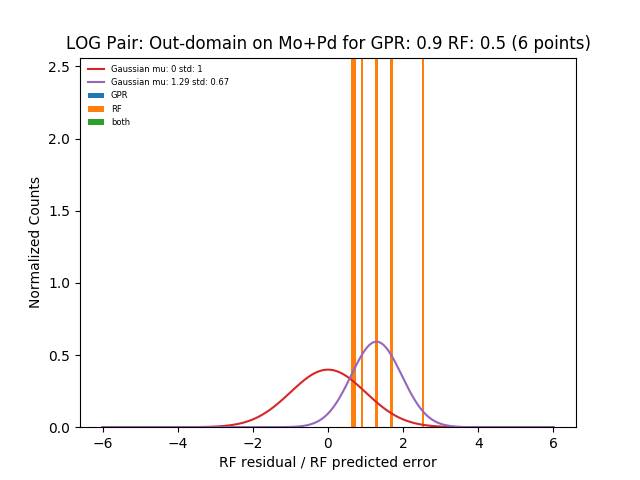 LOG Pair: Out-domain on Mo+Pd for GPR: 0.9 RF: 0.5 (6 points)
Gaussian mu: 0 std: 1
Gaussian mu: 1.29 std: 0.67
GPR
RF
both
2.5
2.0
1.5
1.0
0.5
0.0
Normalized Counts
−6 −4 −2 0 2 4 6
RF residual / RF predicted error